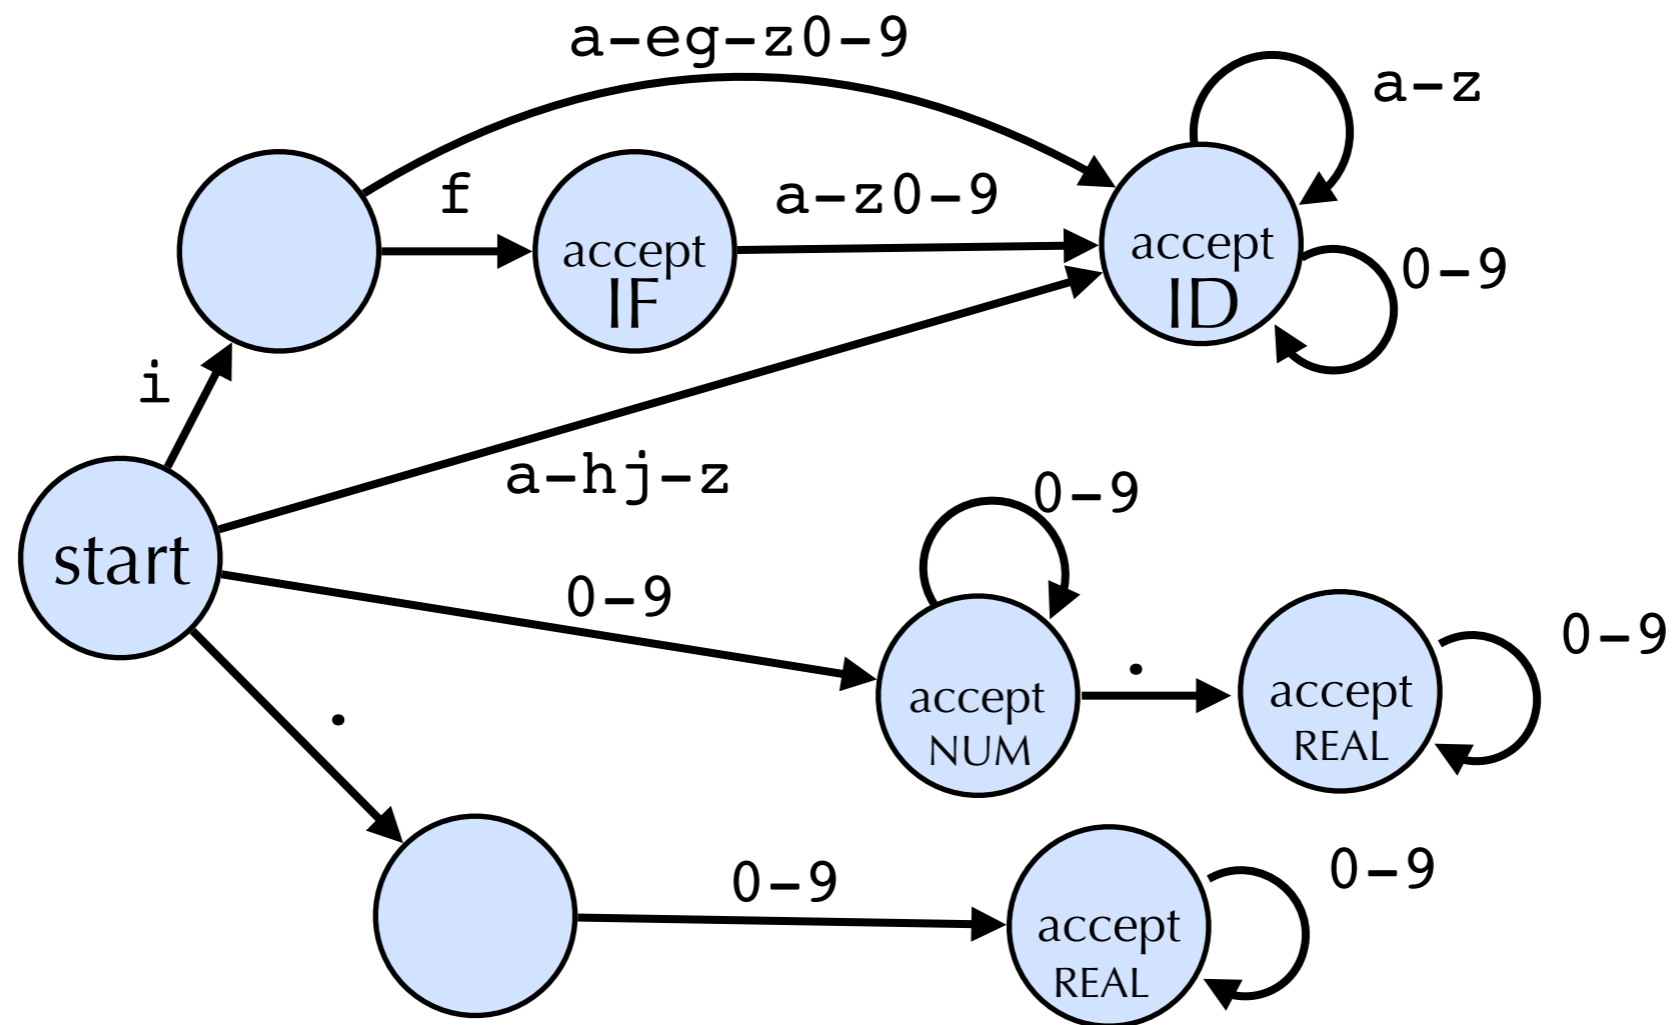 a-eg-z0-9
a-z
f
a-z0-9
accept
IF
accept
ID
0-9
i
a-hj-z
start
0-9
0-9
.
accept
NUM
accept
REAL
0-9
.
0-9
accept
REAL
0-9